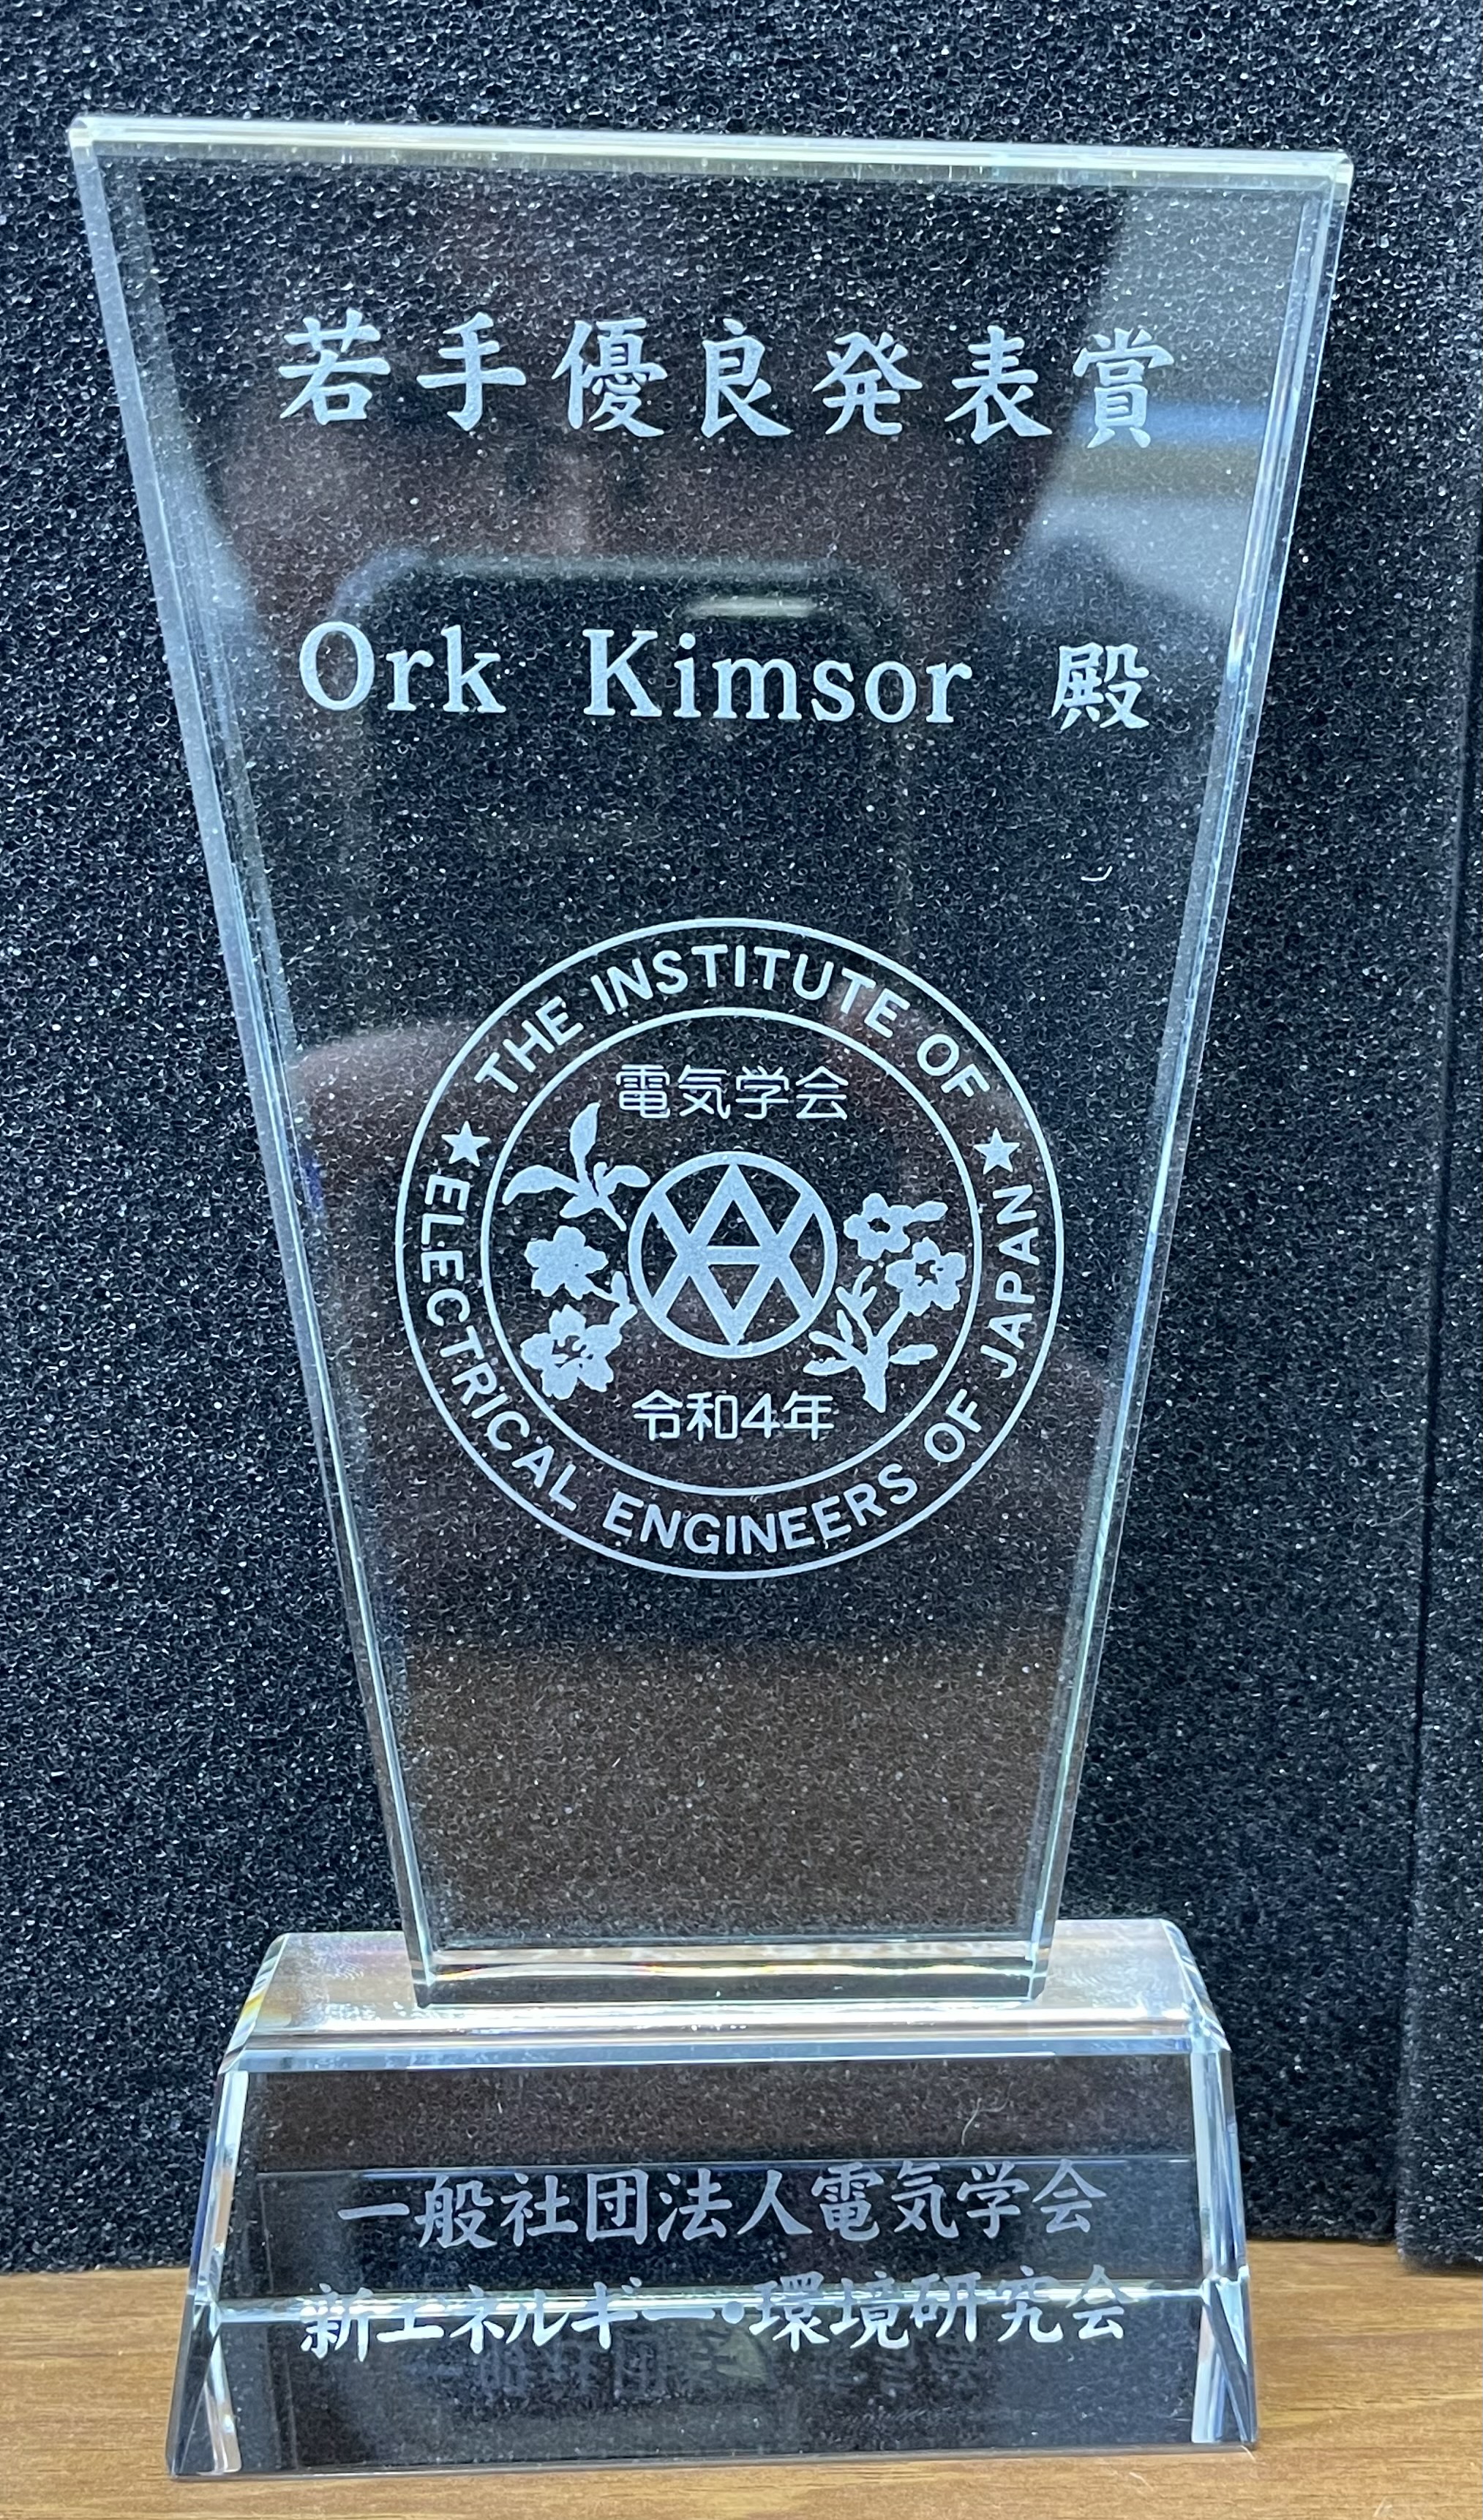 若手優良発表賞
Ork Kimsor 殿
THE INSTITUTE OF
電気学会
令和4年
★ELECTRICAL ENGINEERS OF JAPAN★
一般社団法人電気学会
新エネルギー・環境研究会